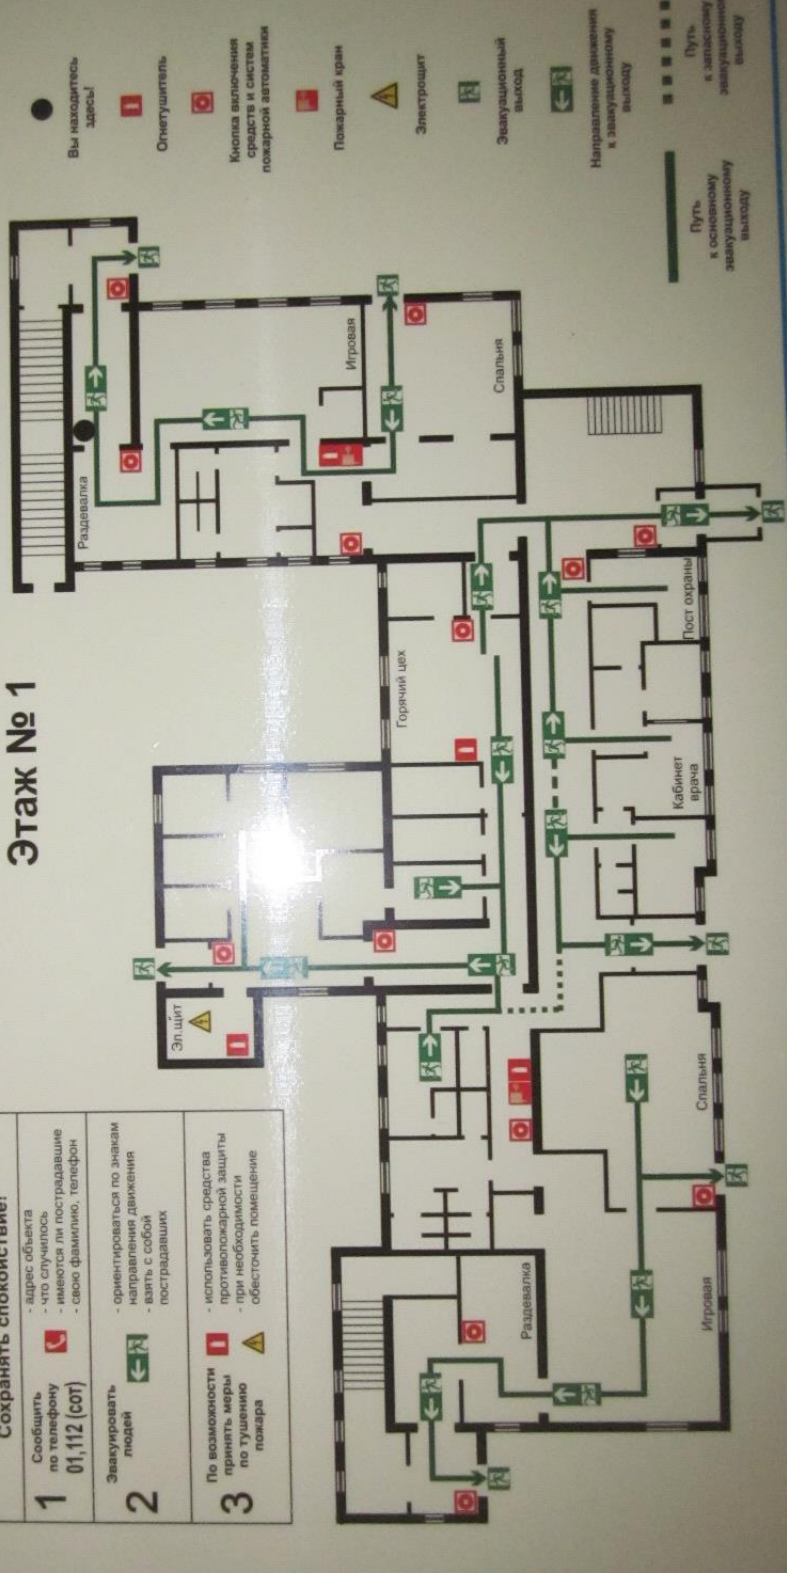 Этаж № 1
Сохранять спокойствие!
1
Сообщить
по телефону
01,112 (сот)
- адрес объекта
- что случилось
- имеются ли пострадавшие
- свою фамилию, телефон
2
Эвакуировать
людей
- ориентироваться по знакам
направления движения
- взять с собой
пострадавших
3
По возможности
принять меры
по тушению
пожара
- использовать средства
противопожарной защиты
- при необходимости
обесточить помещение
Эл.щит
Раздевалка
Игровая
Спальня
Горячий цех
Пост охраны
Кабинет
врача
Спальня
Раздевалка
Игровая
Вы находитесь
здесь!
Огнетушитель
Кнопка включения
средств и систем
пожарной автоматики
Пожарный кран
Электрощит
Эвакуационный
выход
Направление движения
к эвакуационному
выходу
Путь
к основному
эвакуационному
выходу
Путь
к запасному
эвакуационному
выходу